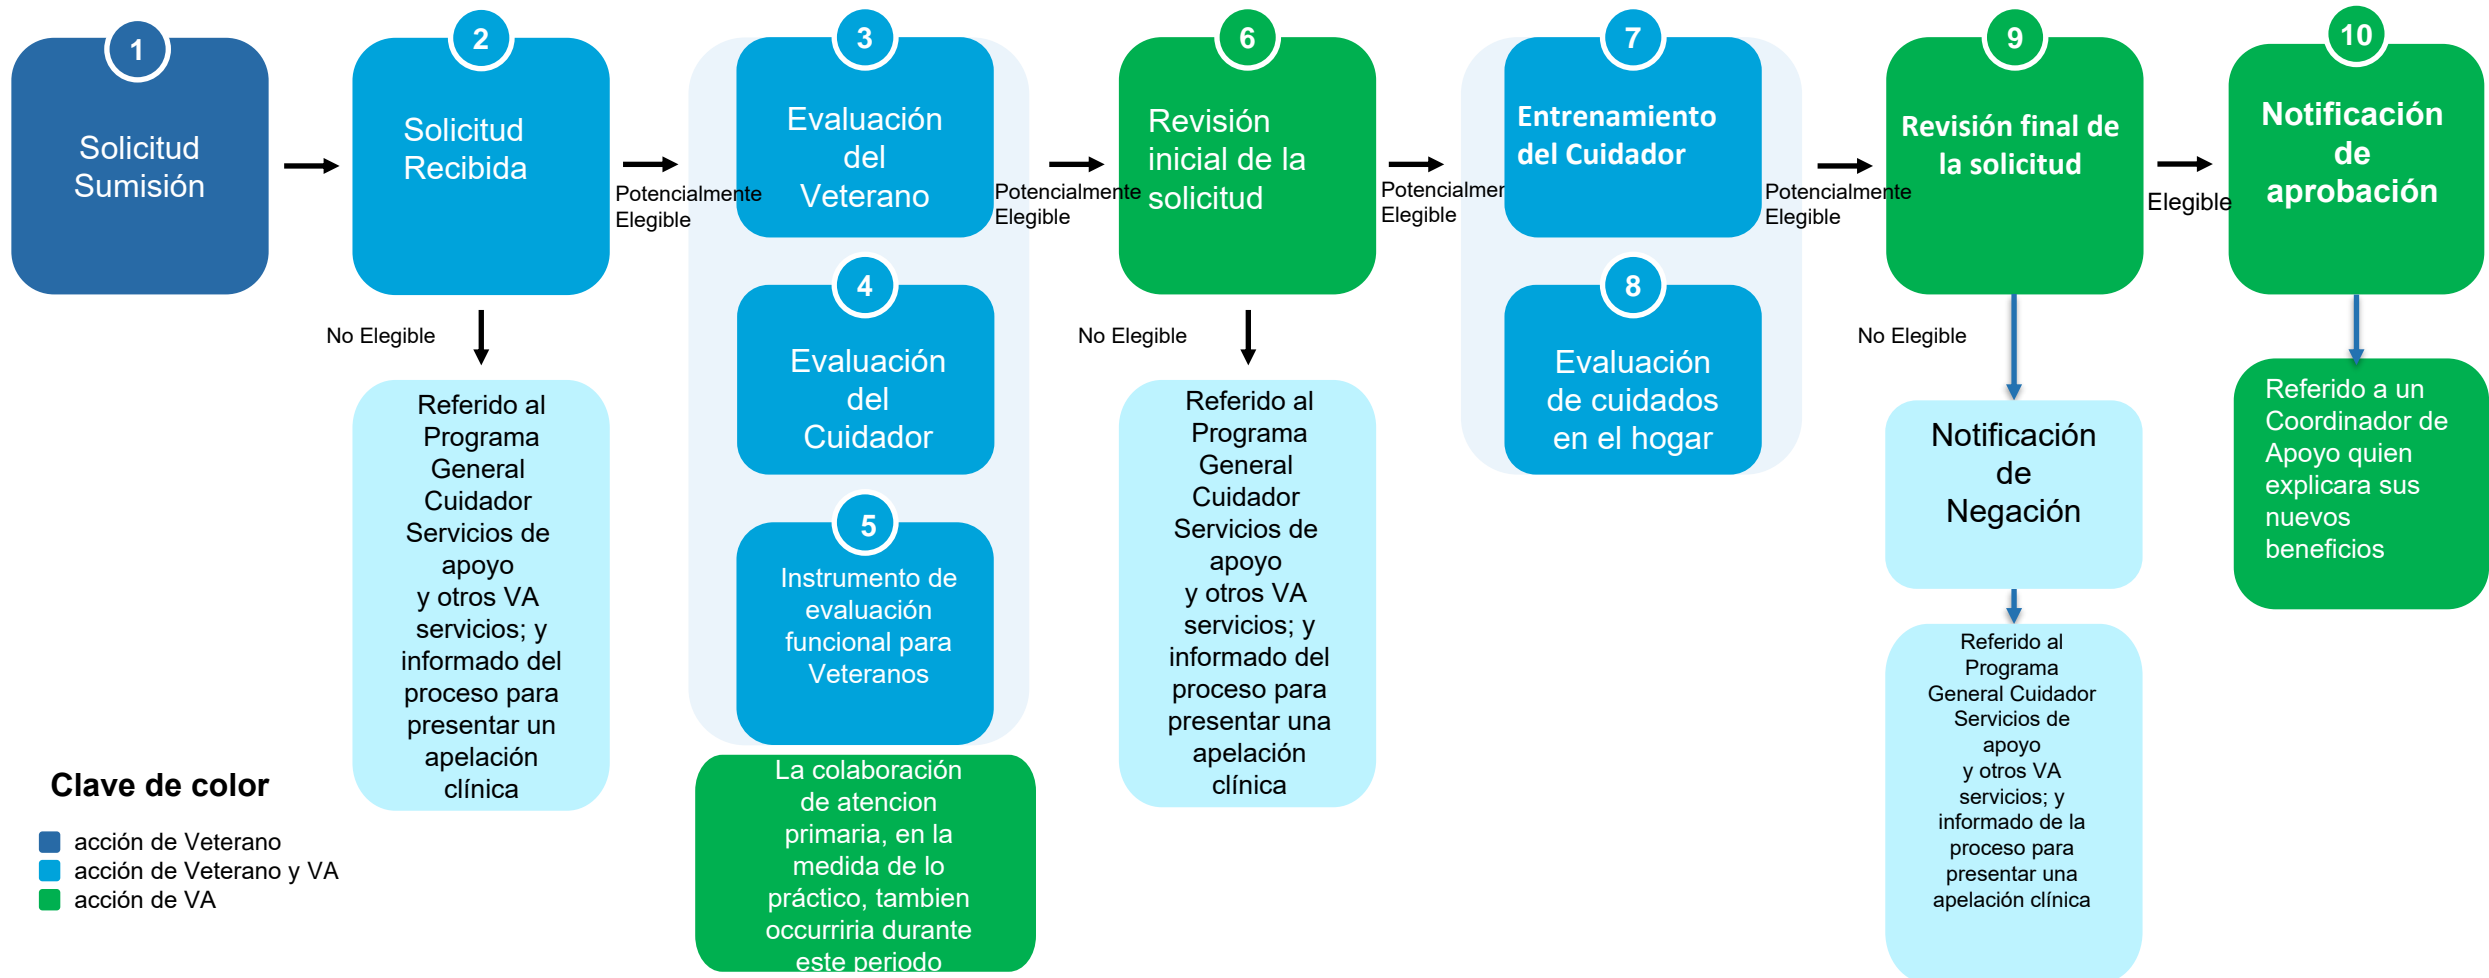 1
Solicitud
Sumisión
2
Solicitud
Recibida
Potencialmente
Elegible
No Elegible
Referido al
Programa
General
Cuidador
Servicios de
apoyo
y otros VA
servicios; y
informado del
proceso para
presentar un
apelación
clínica
3
Evaluación
del
Veterano
4
Evaluación
del
Cuidador
5
Instrumento de
evaluación
funcional para
Veteranos
La colaboración
de atencion
primaria, en la
medida de lo
práctico, tambien
occurriria durante
este periodo
Potencialmente
Elegible
6
Revisión
inicial de la
solicitud
No Elegible
Referido al
Programa
General
Cuidador
Servicios de
apoyo
y otros VA
servicios; y
informado del
proceso para
presentar una
apelación
clínica
Potencialmer
Elegible
7
Entrenamiento
del Cuidador
8
Evaluación
de cuidados
en el hogar
Potencialmente
Elegible
9
Revisión final de
la solicitud
No Elegible
Notificación
de
Negación
Referido al
Programa
General Cuidador
Servicios de
apoyo
y otros VA
servicios; y
informado de la
proceso para
presentar una
apelación clínica
Elegible
10
Notificación
de
aprobación
Referido a un
Coordinador de
Apoyo quien
explicara sus
nuevos
beneficios
Clave de color
acción de Veterano
acción de Veterano y VA
acción de VA